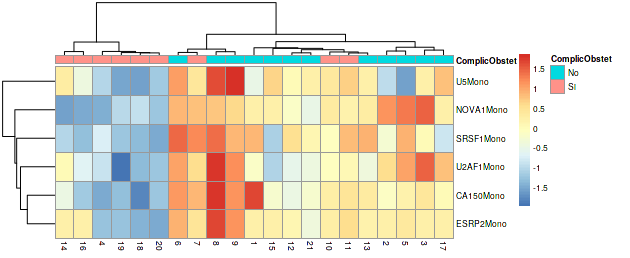 ComplicObstet
U5Mono
NOVA1Mono
SRSF1Mono
U2AF1Mono
CA150Mono
ESRP2Mono
14 16 4 19 18 20 6 7 8 9 1 15 12 21 10 11 13 2 5 3 17
1.5
1
0.5
0
-0.5
-1
-1.5
ComplicObstet
No
SI